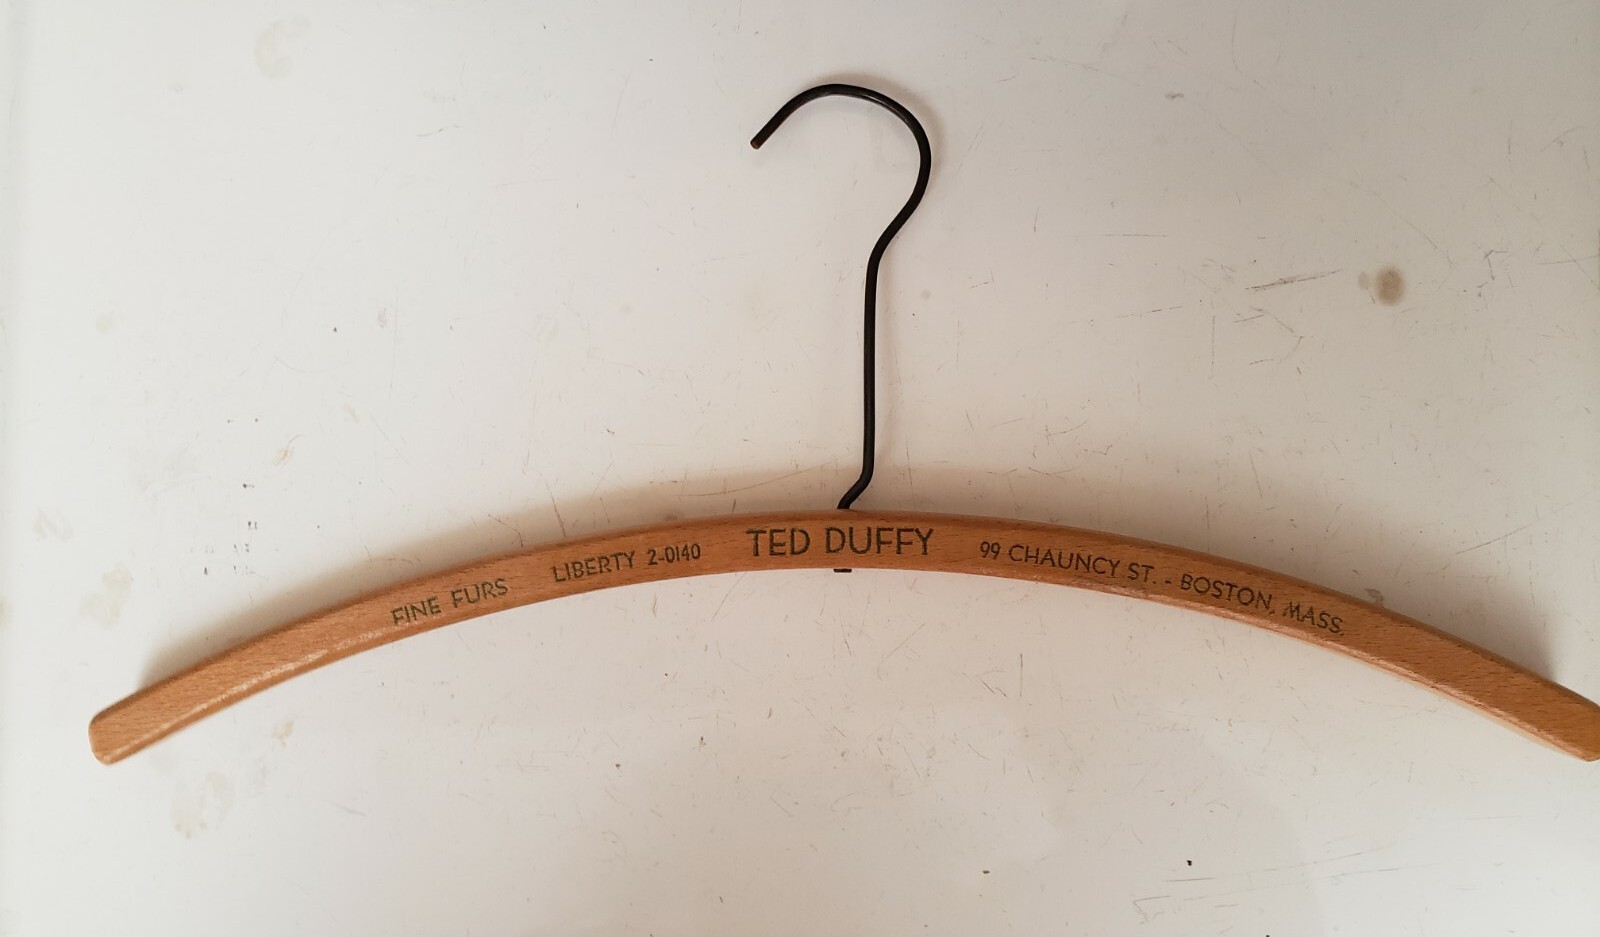 FINE FURS LIBERTY 2-0140 TED DUFFY 99 CHAUNCY ST. - BOSTON, MASS.